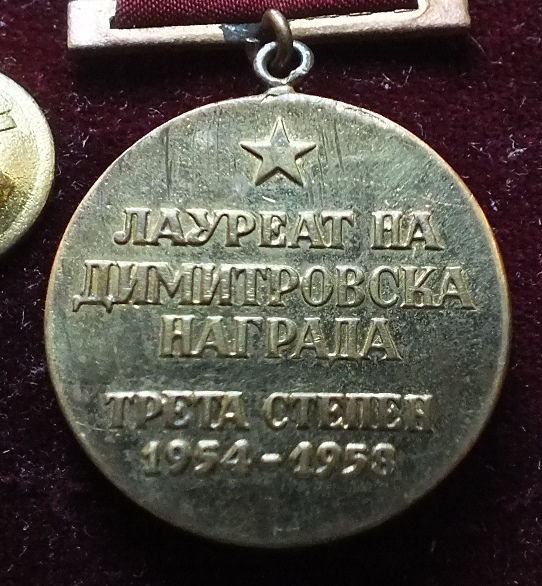 ЛАУРЕАТ НА
ДИМИТРОВСКА
НАГРАДА
ТРЕТА СТЕПЕН
1954-1958